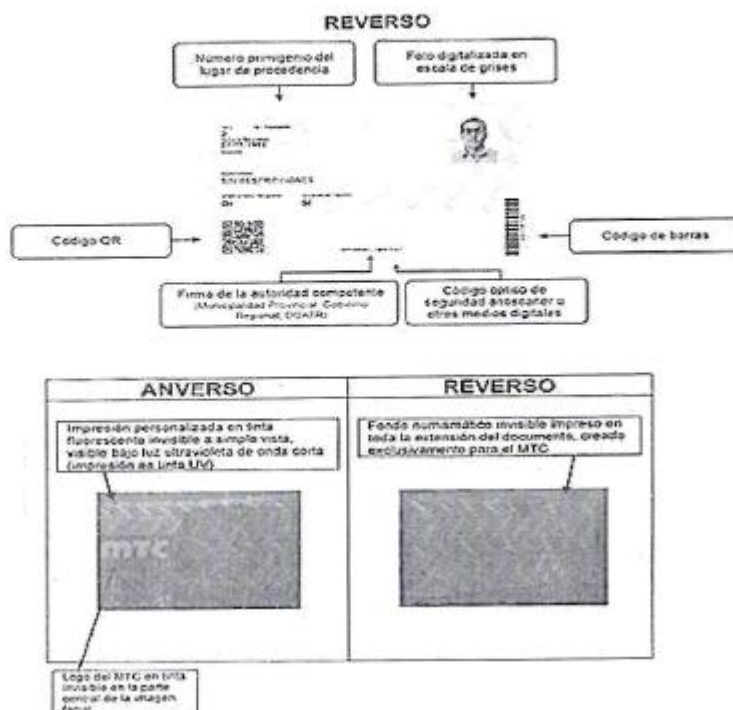 REVERSO
Número primigenio del
lugar de procedencia
Foto digitalizada en
escala de grises
SIN RESTRICCIONES
Código QR
Código de barras
Firma de la autoridad competente
(Municipalidad Provincial, Gobierno
Regional, DGATR)
Código óptico de
seguridad antiscaner u
otros medios digitales
ANVERSO
REVERSO
Impresión personalizada en tinta
fluorescente invisible a simple vista,
visible bajo luz ultravioleta de onda corta
(impresión en tinta UV)
Fondo numismático invisible impreso en
toda la extensión del documento, creado
exclusivamente para el MTC
mTC
Logo del MTC en tinta
invisible en la parte
central de la imagen